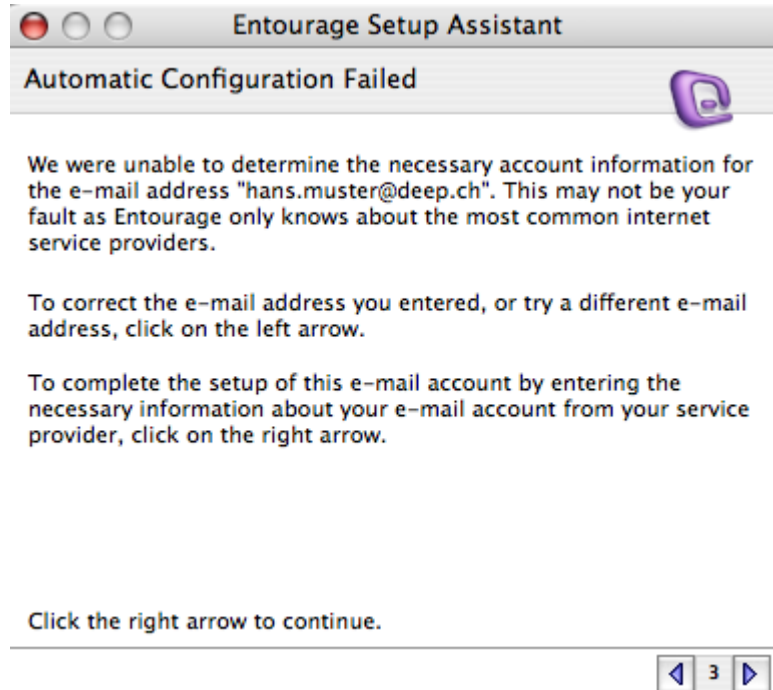 Entourage Setup Assistant
Automatic Configuration Failed
We were unable to determine the necessary account information for
the e-mail address "hans.muster@deep.ch". This may not be your
fault as Entourage only knows about the most common internet
service providers.
To correct the e-mail address you entered, or try a different e-mail
address, click on the left arrow.
To complete the setup of this e-mail account by entering the
necessary information about your e-mail account from your service
provider, click on the right arrow.
Click the right arrow to continue.
3